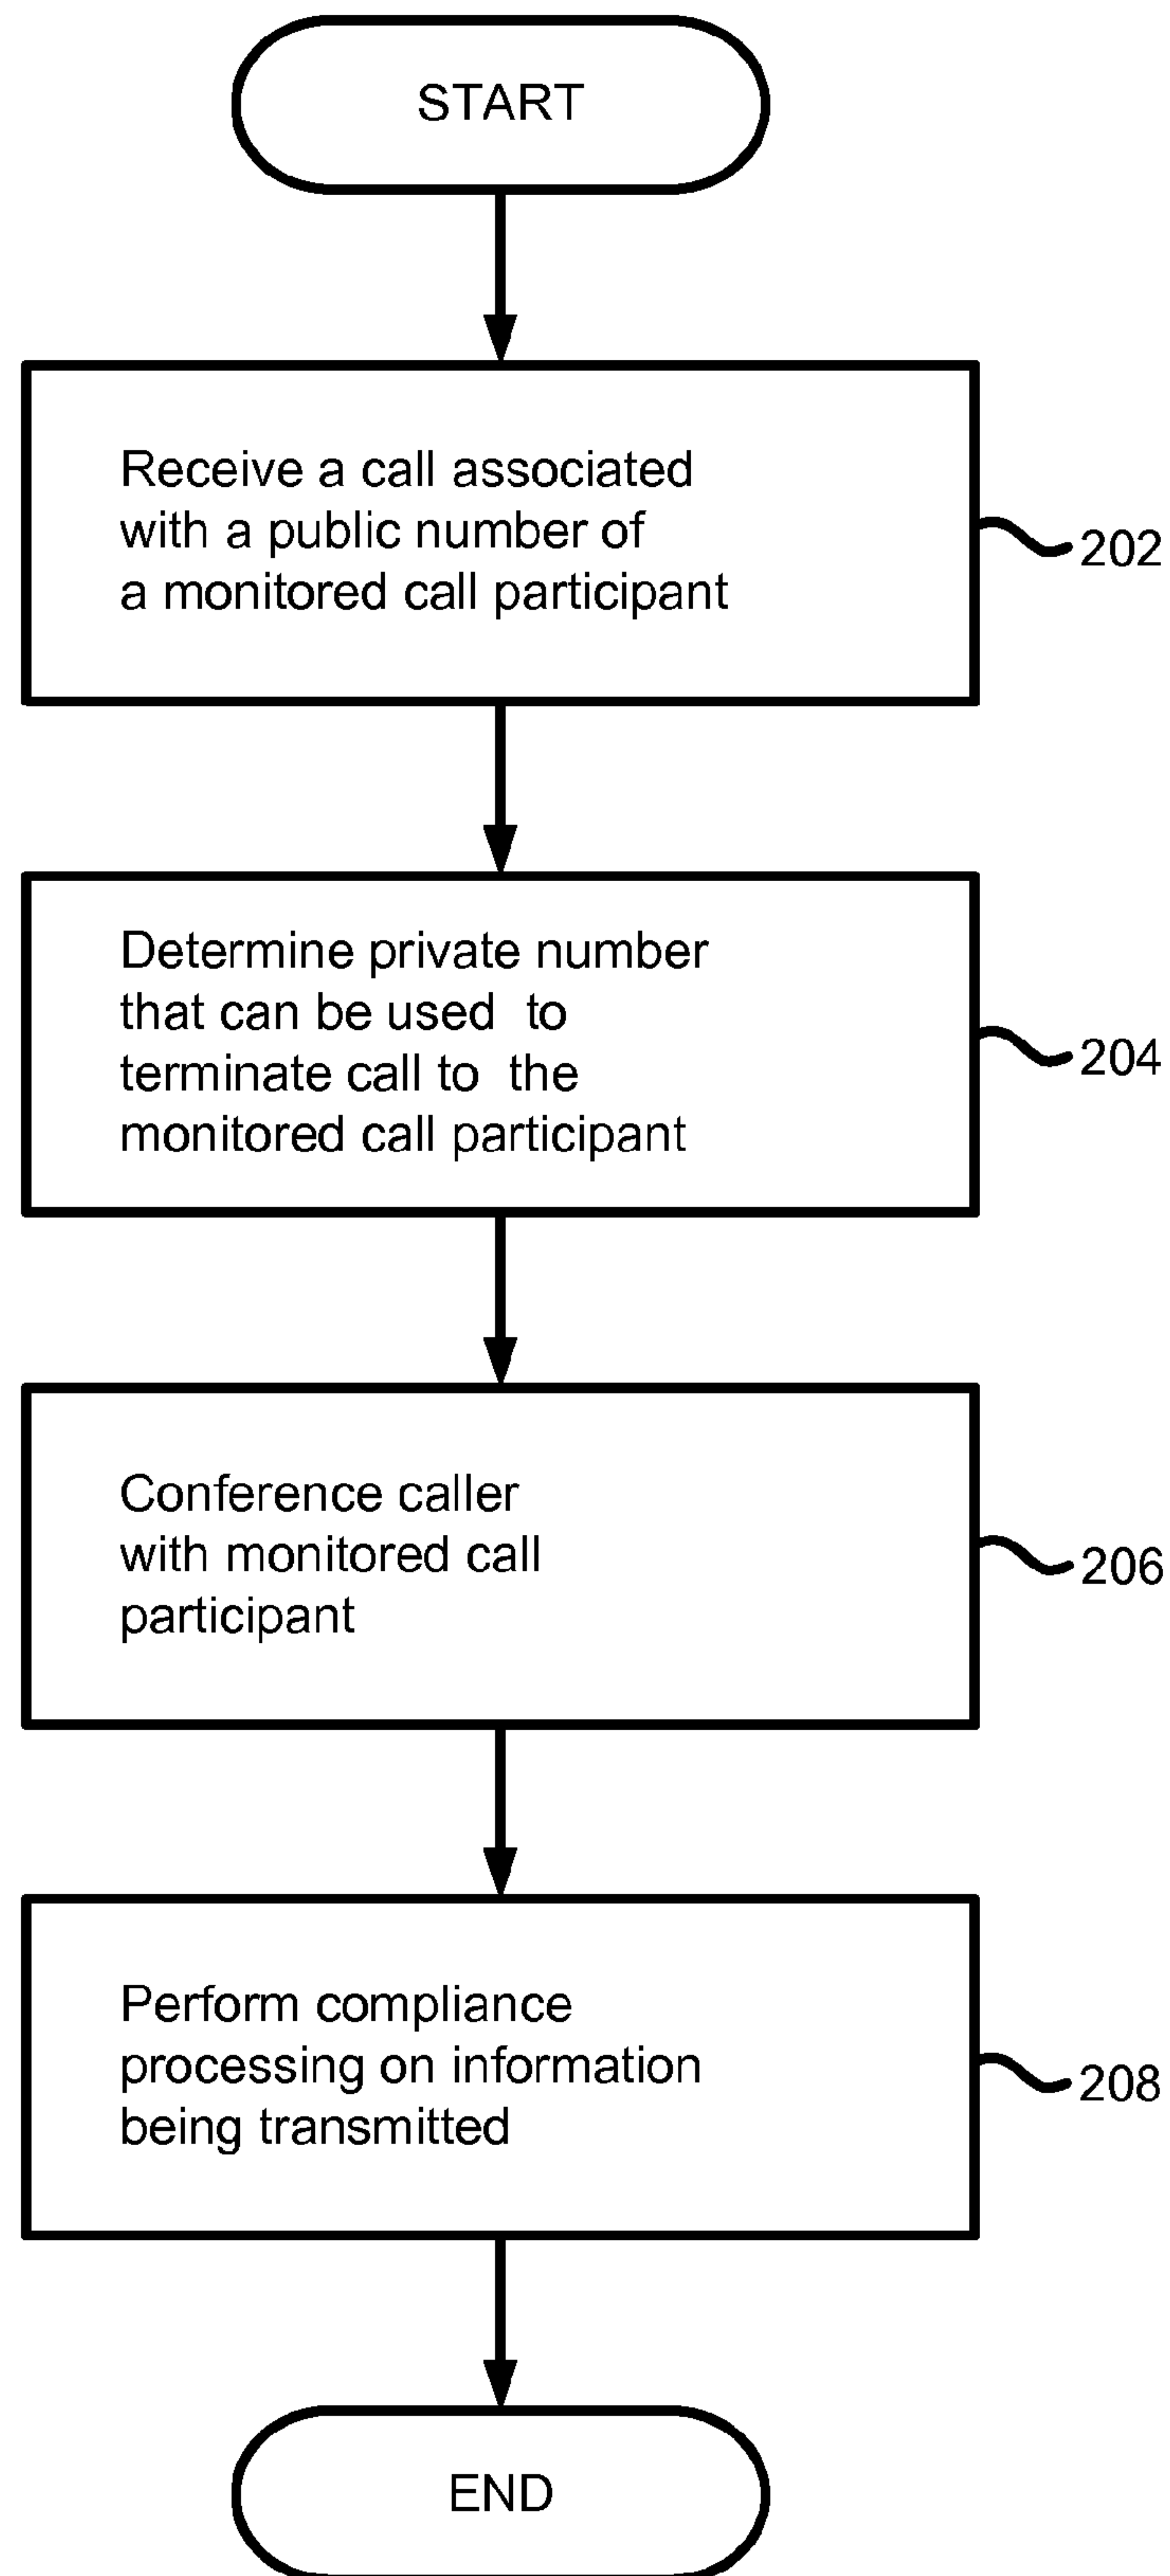 START
Receive a call associated
with a public number of
a monitored call participant
202
Determine private number
that can be used to
terminate call to the
monitored call participant
204
Conference caller
with monitored call
participant
206
Perform compliance
processing on information
being transmitted
208
END